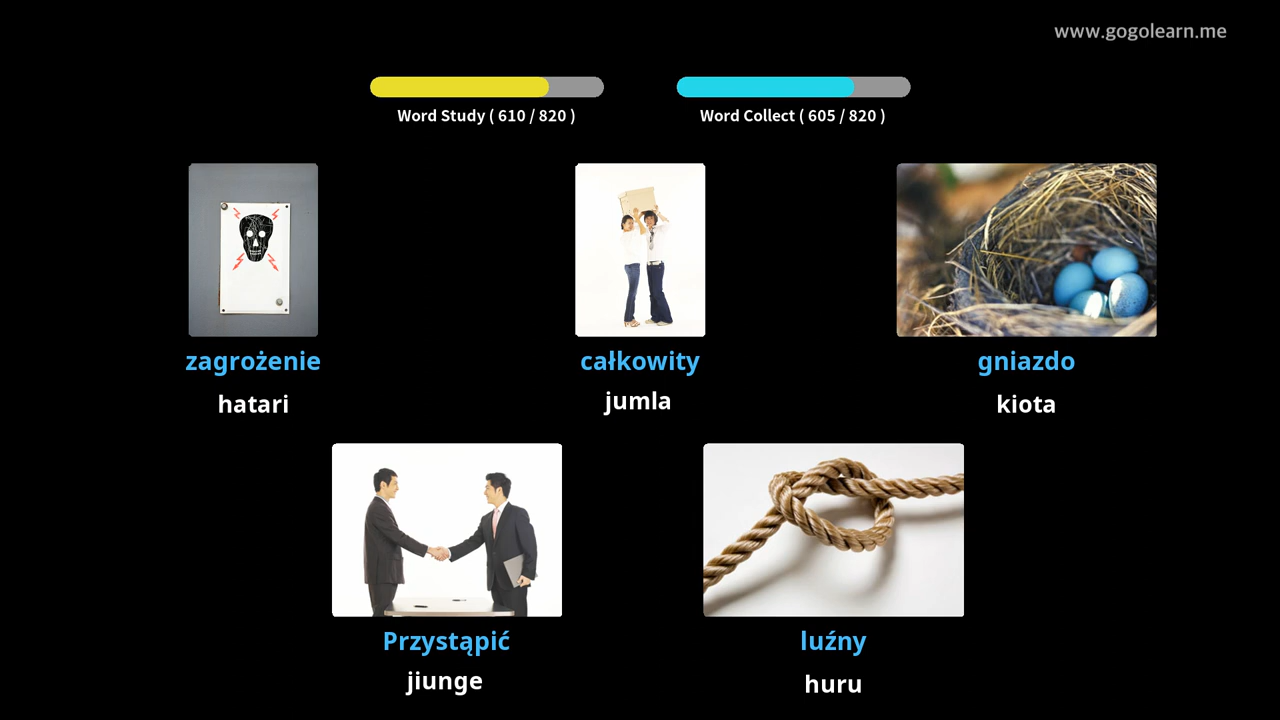 www.gogolearn.me
Word Study ( 610 / 820 )
Word Collect ( 605 / 820 )
zagrożenie
hatari
całkowity
jumla
gniazdo
kiota
Przystąpić
jiunge
luźny
huru